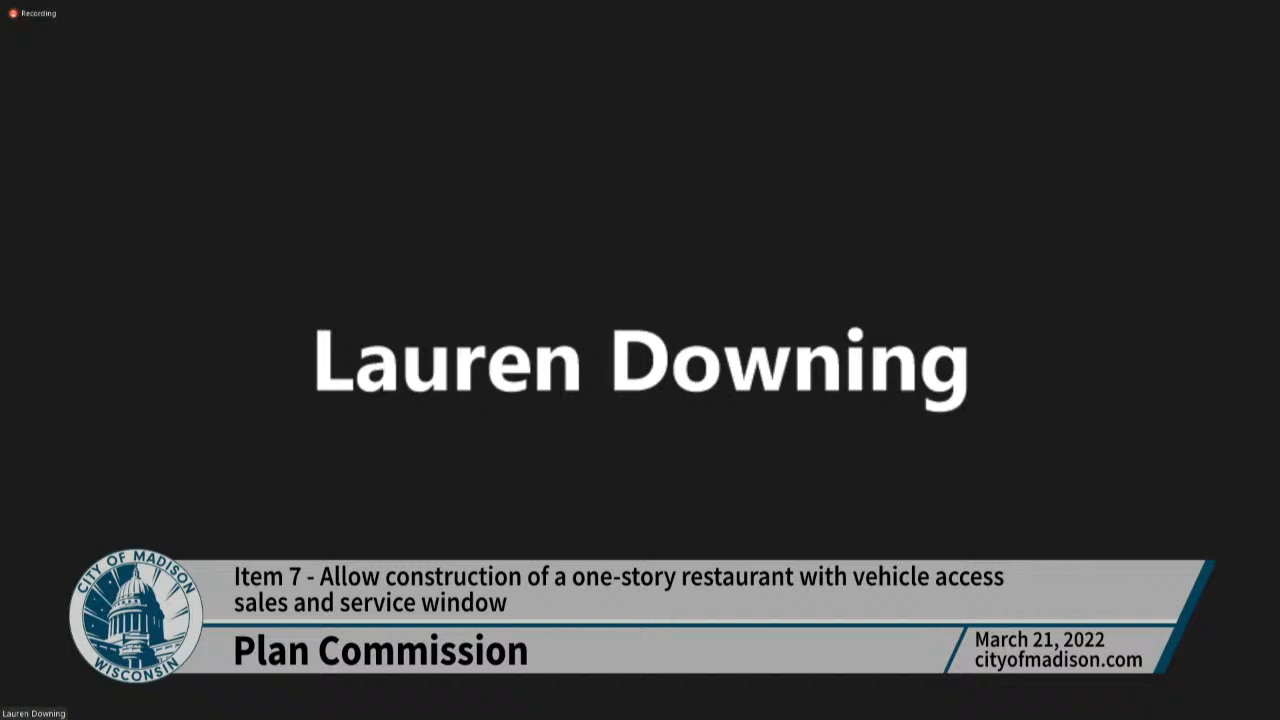 Recording
Lauren Downing
CITY OF MADISON
WISCONSIN
Item 7 - Allow construction of a one-story restaurant with vehicle access
sales and service window
Plan Commission
March 21, 2022
cityofmadison.com
Lauren Downing